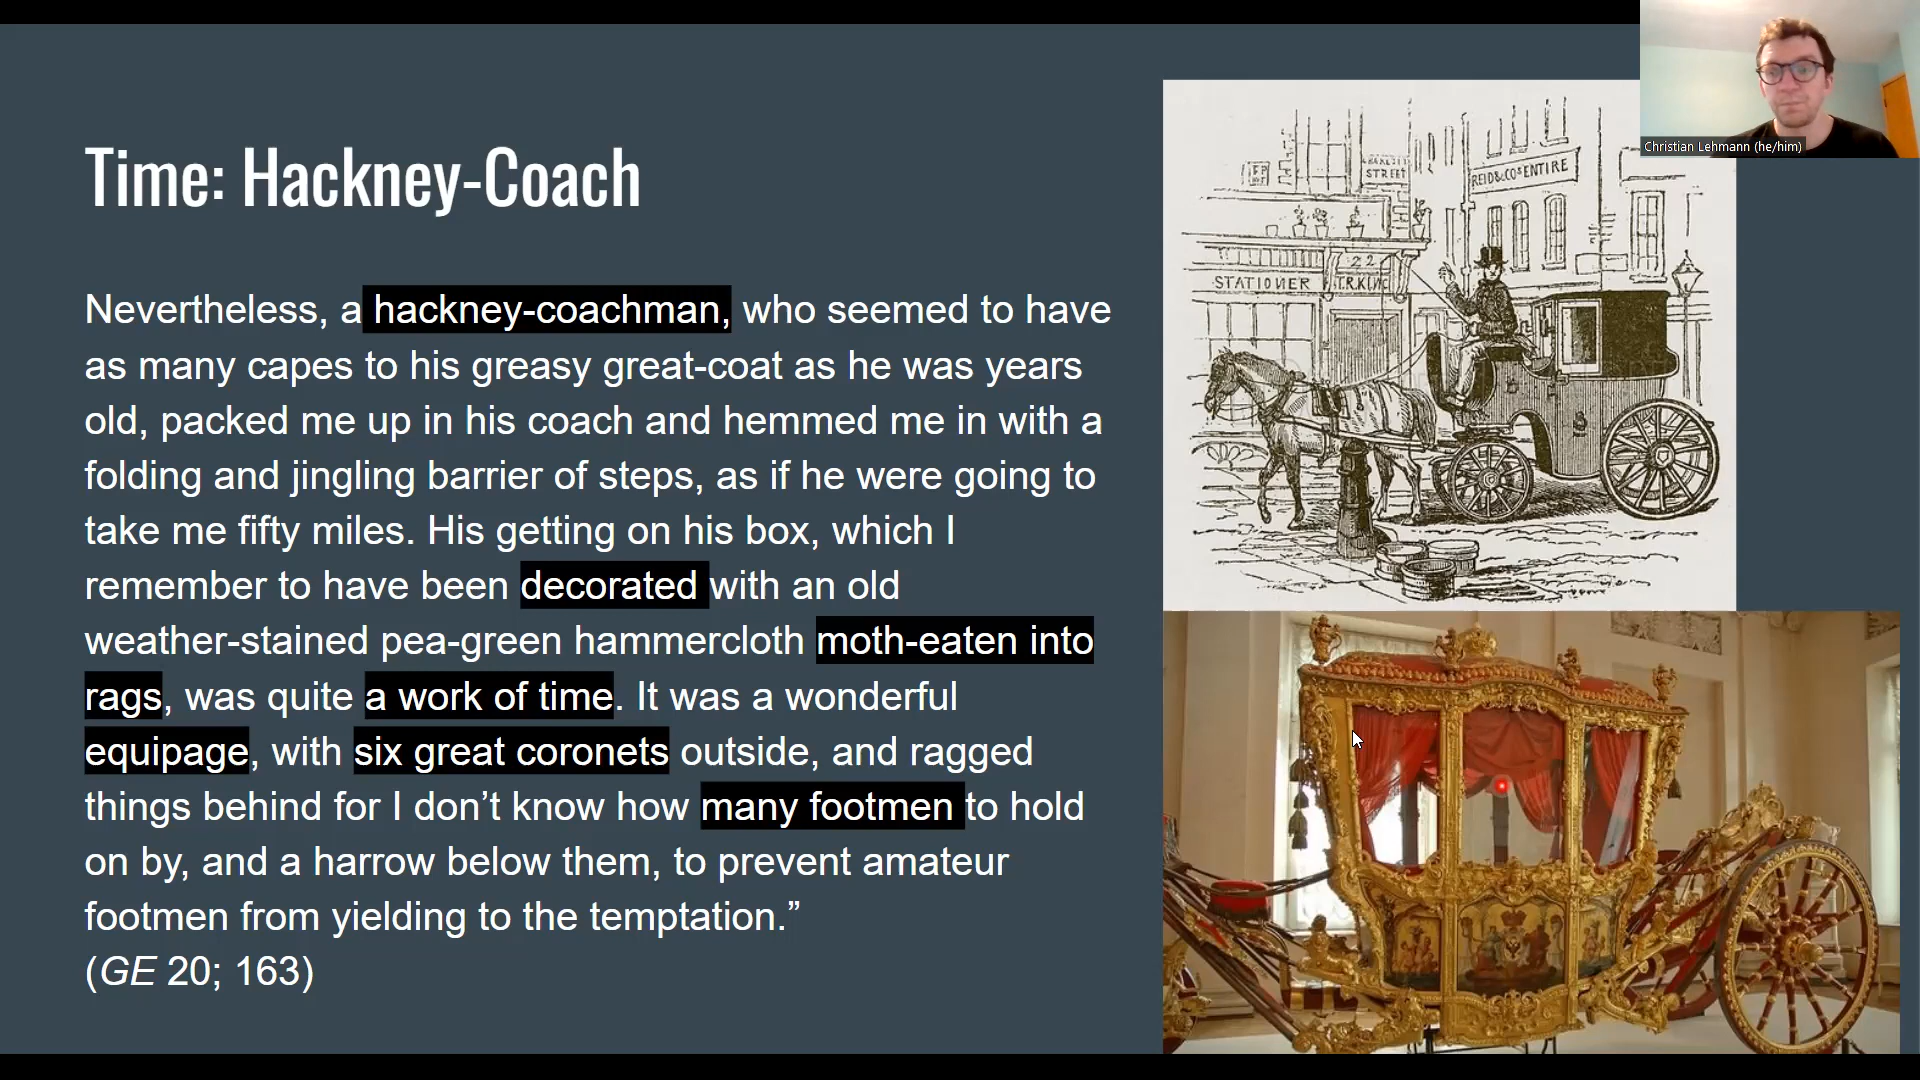 Time: Hackney-Coach
Nevertheless, a hackney-coachman, who seemed to have
as many capes to his greasy great-coat as he was years
old, packed me up in his coach and hemmed me in with a
folding and jingling barrier of steps, as if he were going to
take me fifty miles. His getting on his box, which I
remember to have been decorated with an old
weather-stained pea-green hammercloth moth-eaten into
rags, was quite a work of time. It was a wonderful
equipage, with six great coronets outside, and ragged
things behind for I don’t know how many footmen to hold
on by, and a harrow below them, to prevent amateur
footmen from yielding to the temptation.”
(GE 20; 163)
STREET
REID & CO'S ENTIRE
22
STATIONER T.R.KING
Christian Lehmann (he/him)